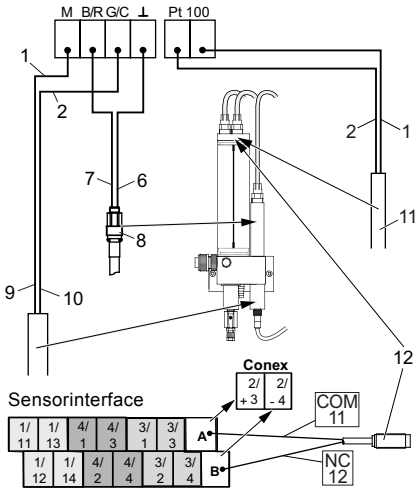 M B/R G/C ⊥ Pt 100
1
2
2 1
7 6
8
11
9 10
12
Conex
2/ 2/
+ 3 - 4
Sensorinterface
COM
11
1/ 1/ 4/ 4/ 3/ 3/ A
11 13 1 3 1 3
1/ 1/ 4/ 4/ 3/ 3/ B
12 14 2 4 2 4
NC
12